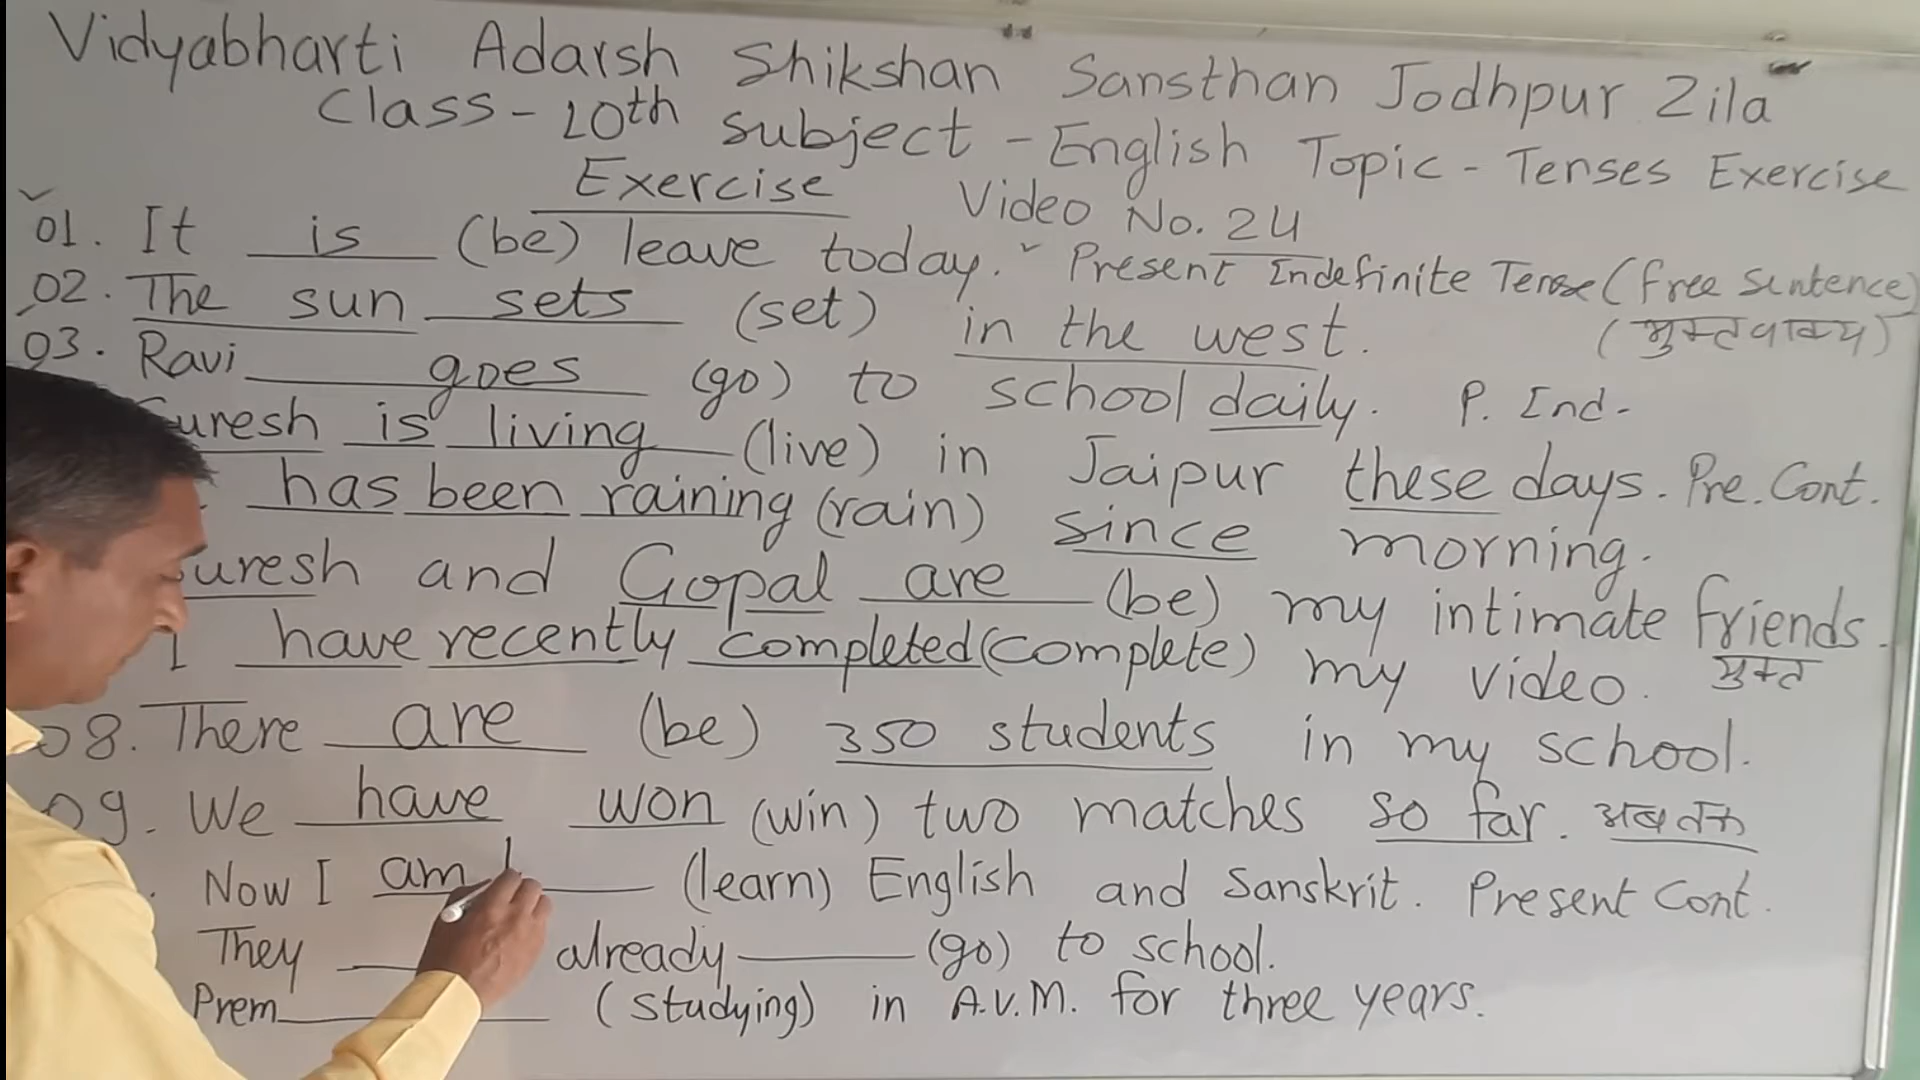 Vidyabharti Adarsh Shikshan Sansthan Jodhpur Zila
Class - 10th subject - English Topic - Tenses Exercise
Exercise Video No. 24
01. It is (be) leave today. Present Indefinite Tense (free sentence)
02. The sun sets (set) in the west. (मुक्त वाक्य)
03. Ravi goes (go) to school daily. P. Ind.
uresh is living (live) in Jaipur these days. Pre. Cont.
has been raining (rain) since morning.
uresh and Gopal are (be) my intimate friends.
I have recently completed (complete) my video. मुक्त
08. There are (be) 350 students in my school.
09. We have won (win) two matches so far. अब तक
Now I am l (learn) English and Sanskrit. Present Cont.
They already (go) to school.
Prem (studying) in A.V.M. for three years.